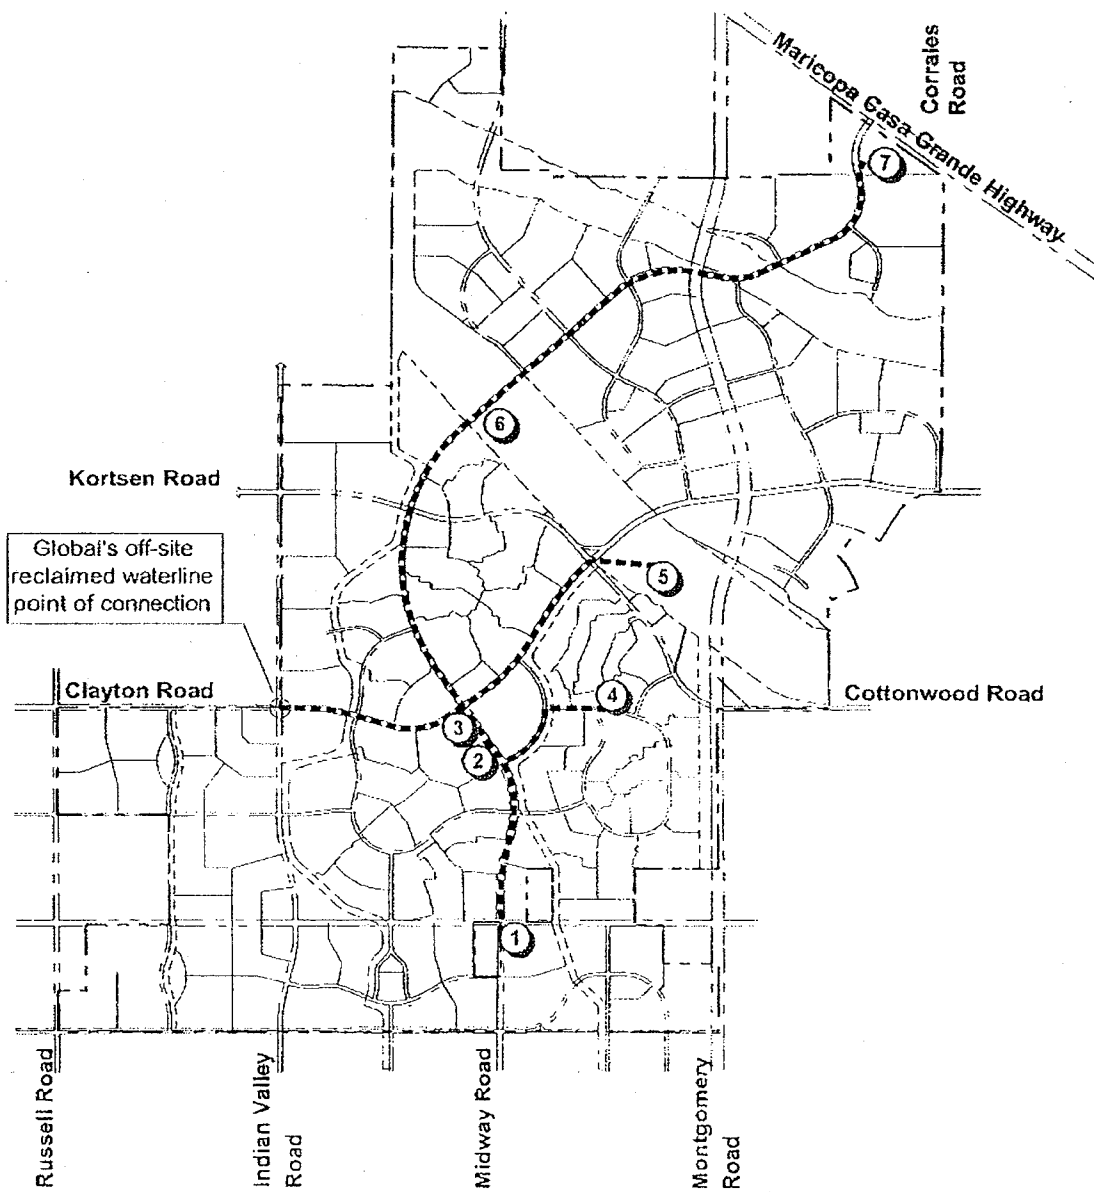 Maricopa Casa Grande Highway
Corrales
Road
7
6
Kortsen Road
Global's off-site
reclaimed waterline
point of connection
5
Clayton Road
4
Cottonwood Road
3
2
1
Russell Road
Indian Valley
Road
Midway Road
Montgomery
Road